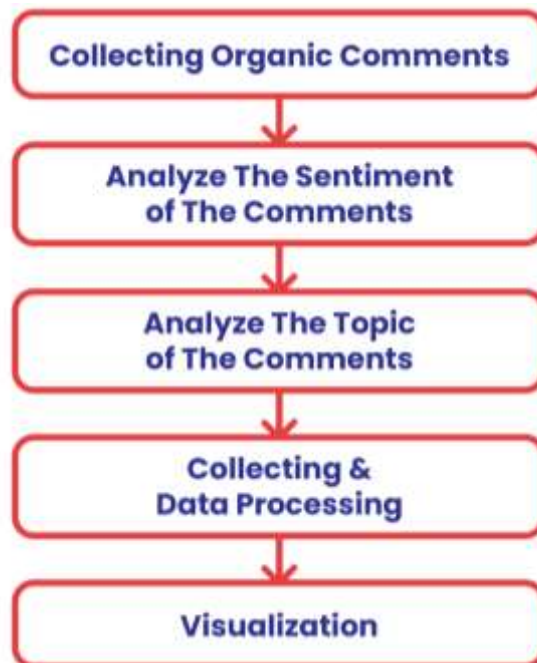 Collecting Organic Comments
Analyze The Sentiment
of The Comments
Analyze The Topic
of The Comments
Collecting &
Data Processing
Visualization